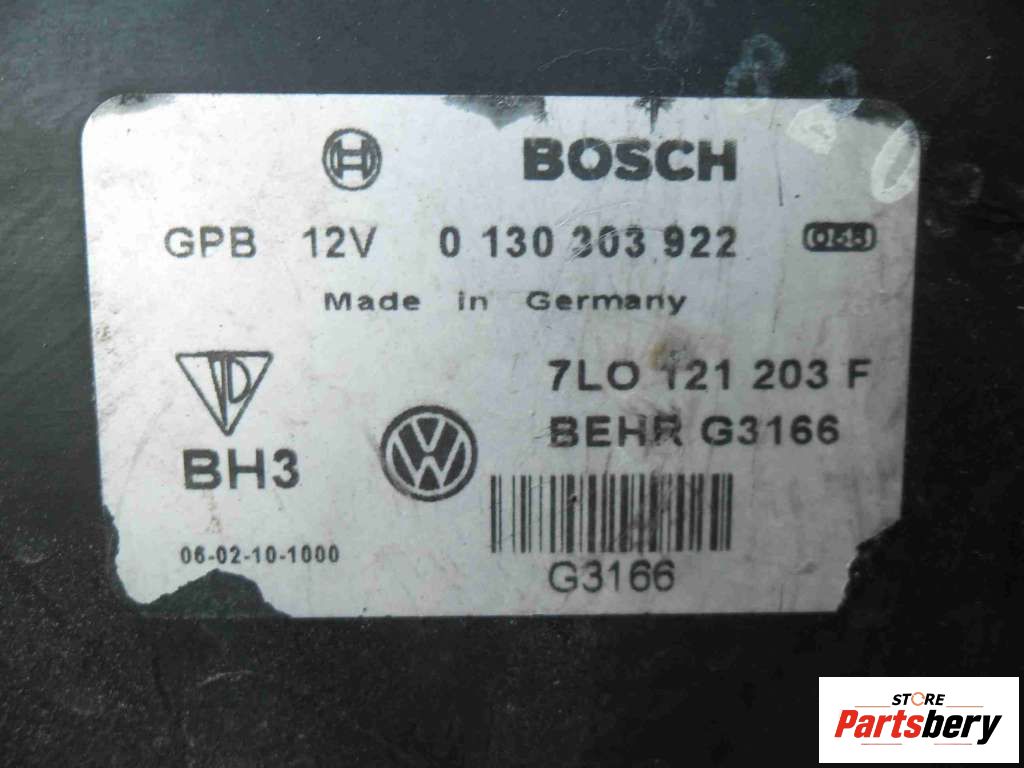 BOSCH
GPB 12V 0 130 303 922
Made in Germany
7LO 121 203 F
BEHR G3166
BH3
VW
06-02-10-1000
G3166
STORE
Partsbery